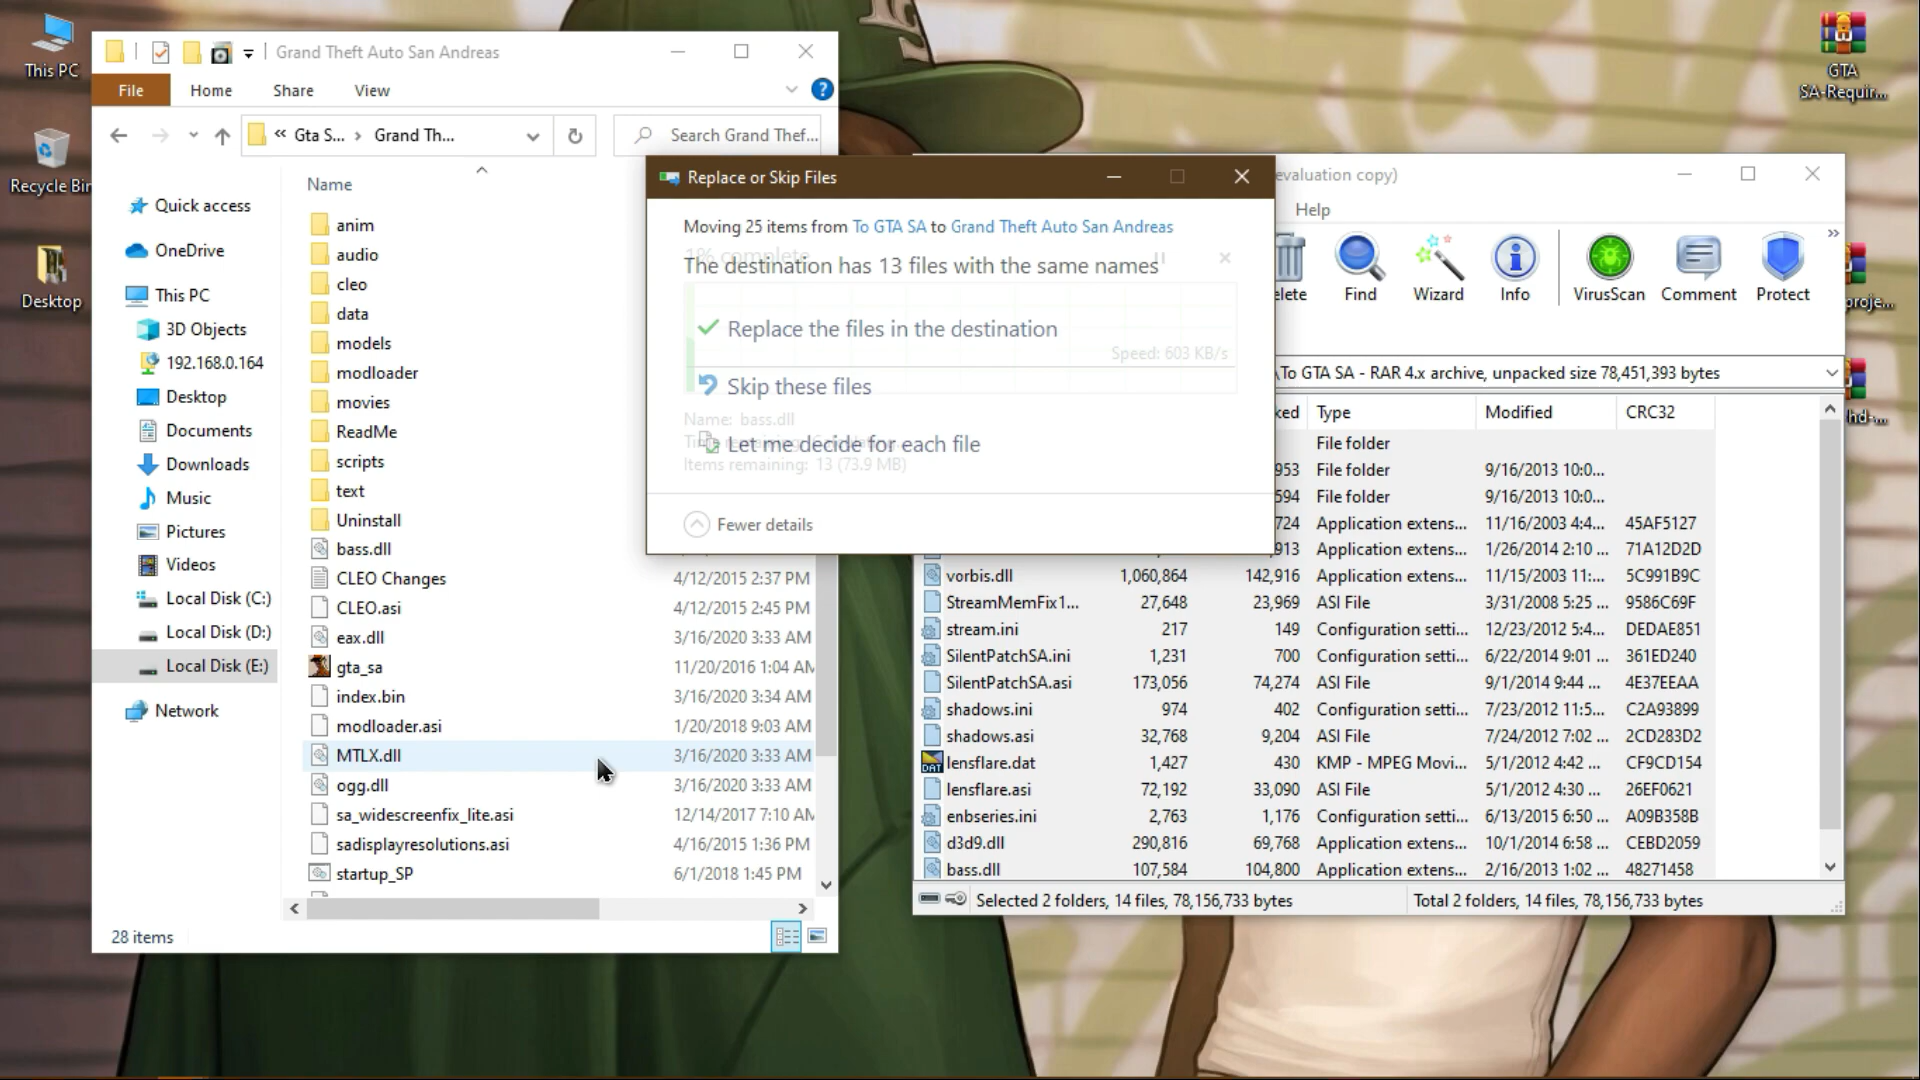 This PC
Recycle Bin
Desktop
GTA
SA-Requir...
proje...
hd-...
Grand Theft Auto San Andreas
File
Home
Share
View
Gta S...
Grand Th...
Search Grand Thef...
Quick access
OneDrive
This PC
3D Objects
192.168.0.164
Desktop
Documents
Downloads
Music
Pictures
Videos
Local Disk (C:)
Local Disk (D:)
Local Disk (E:)
Network
Name
anim
audio
cleo
data
models
modloader
movies
ReadMe
scripts
text
Uninstall
bass.dll
CLEO Changes 4/12/2015 2:37 PM
CLEO.asi 4/12/2015 2:45 PM
eax.dll 3/16/2020 3:33 AM
gta_sa 11/20/2016 1:04 AM
index.bin 3/16/2020 3:34 AM
modloader.asi 1/20/2018 9:03 AM
MTLX.dll 3/16/2020 3:33 AM
ogg.dll 3/16/2020 3:33 AM
sa_widescreenfix_lite.asi 12/14/2017 7:10 AM
sadisplayresolutions.asi 4/16/2015 1:36 PM
startup_SP 6/1/2018 1:45 PM
28 items
Replace or Skip Files
Moving 25 items from To GTA SA to Grand Theft Auto San Andreas
1% complete
The destination has 13 files with the same names
Replace the files in the destination
Speed: 603 KB/s
Skip these files
Name: bass.dll
Let me decide for each file
Items remaining: 13 (73.9 MB)
Fewer details
evaluation copy)
Help
elete
Find
Wizard
Info
VirusScan
Comment
Protect
\To GTA SA - RAR 4.x archive, unpacked size 78,451,393 bytes
ked Type Modified CRC32
File folder
953 File folder 9/16/2013 10:0...
594 File folder 9/16/2013 10:0...
724 Application extens... 11/16/2003 4:4... 45AF5127
913 Application extens... 1/26/2014 2:10 ... 71A12D2D
vorbis.dll 1,060,864 142,916 Application extens... 11/15/2003 11:... 5C991B9C
StreamMemFix1... 27,648 23,969 ASI File 3/31/2008 5:25 ... 9586C69F
stream.ini 217 149 Configuration setti... 12/23/2012 5:4... DEDAE851
SilentPatchSA.ini 1,231 700 Configuration setti... 6/22/2014 9:01 ... 361ED240
SilentPatchSA.asi 173,056 74,274 ASI File 9/1/2014 9:44 ... 4E37EEAA
shadows.ini 974 402 Configuration setti... 7/23/2012 11:5... C2A93899
shadows.asi 32,768 9,204 ASI File 7/24/2012 7:02 ... 2CD283D2
lensflare.dat 1,427 430 KMP - MPEG Movi... 5/1/2012 4:42 ... CF9CD154
lensflare.asi 72,192 33,090 ASI File 5/1/2012 4:30 ... 26EF0621
enbseries.ini 2,763 1,176 Configuration setti... 6/13/2015 6:50 ... A09B358B
d3d9.dll 290,816 69,768 Application extens... 10/1/2014 6:58 ... CEBD2059
bass.dll 107,584 104,800 Application extens... 2/16/2013 1:02 ... 48271458
Selected 2 folders, 14 files, 78,156,733 bytes
Total 2 folders, 14 files, 78,156,733 bytes